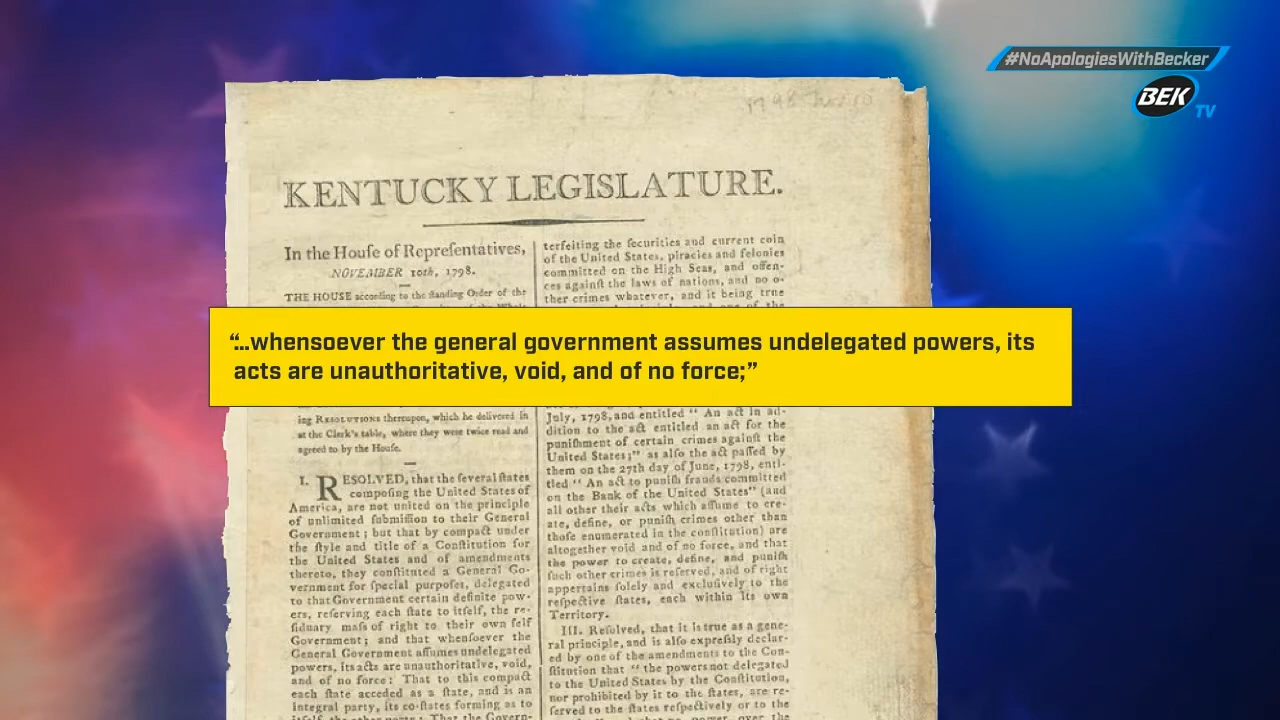 #NoApologiesWithBecker
BEK
TV
KENTUCKY LEGISLATURE.
In the Houſe of Repreſentatives,
NOVEMBER 10th, 1798.
THE HOUSE according to the ſtanding Order of the
terfeiting the ſecurities and current coin
of the United States, piracies and felonies
committed on the High Seas, and offen-
ces againſt the laws of nations, and no o-
ther crimes whatever, and it being true
“...whensoever the general government assumes undelegated powers, its
acts are unauthoritative, void, and of no force;”
ing RESOLUTIONS thereupon, which he delivered in
at the Clerk's table, where they were twice read and
agreed to by the Houſe.
I. RESOLVED, that the ſeveral ſtates
compoſing the United States of
America, are not united on the principle
of unlimited ſubmiſſion to their General
Government; but that by compact under
the ſtyle and title of a Conſtitution for
the United States and of amendments
thereto, they conſtituted a General Go-
vernment for ſpecial purpoſes, delegated
to that Government certain definite pow-
ers, reſerving each ſtate to itſelf, the re-
ſiduary maſs of right to their own ſelf
Government; and that whenſoever the
General Government aſſumes undelegated
powers, its acts are unauthoritative, void,
and of no force: That to this compact
each ſtate acceded as a ſtate, and is an
integral party, its co-ſtates forming as to
itſelf, the other party: That the Govern-
July, 1798, and entitled “ An act in ad-
dition to the act entitled an act for the
puniſhment of certain crimes againſt the
United States;” as alſo the act paſſed by
them on the 27th day of June, 1798, enti-
tled “ An act to puniſh frauds committed
on the Bank of the United States” (and
all other their acts which aſſume to cre-
ate, define, or puniſh crimes other than
thoſe enumerated in the conſtitution) are
altogether void and of no force, and that
the power to create, define, and puniſh
ſuch other crimes is reſerved, and of right
appertains ſolely and excluſively to the
reſpective ſtates, each within its own
Territory.
III. Reſolved, that it is true as a gene-
ral principle, and is alſo expreſsly declar-
ed by one of the amendments to the Con-
ſtitution that “ the powers not delegated
to the United States by the Conſtitution,
nor prohibited by it to the ſtates, are re-
ſerved to the ſtates reſpectively or to the